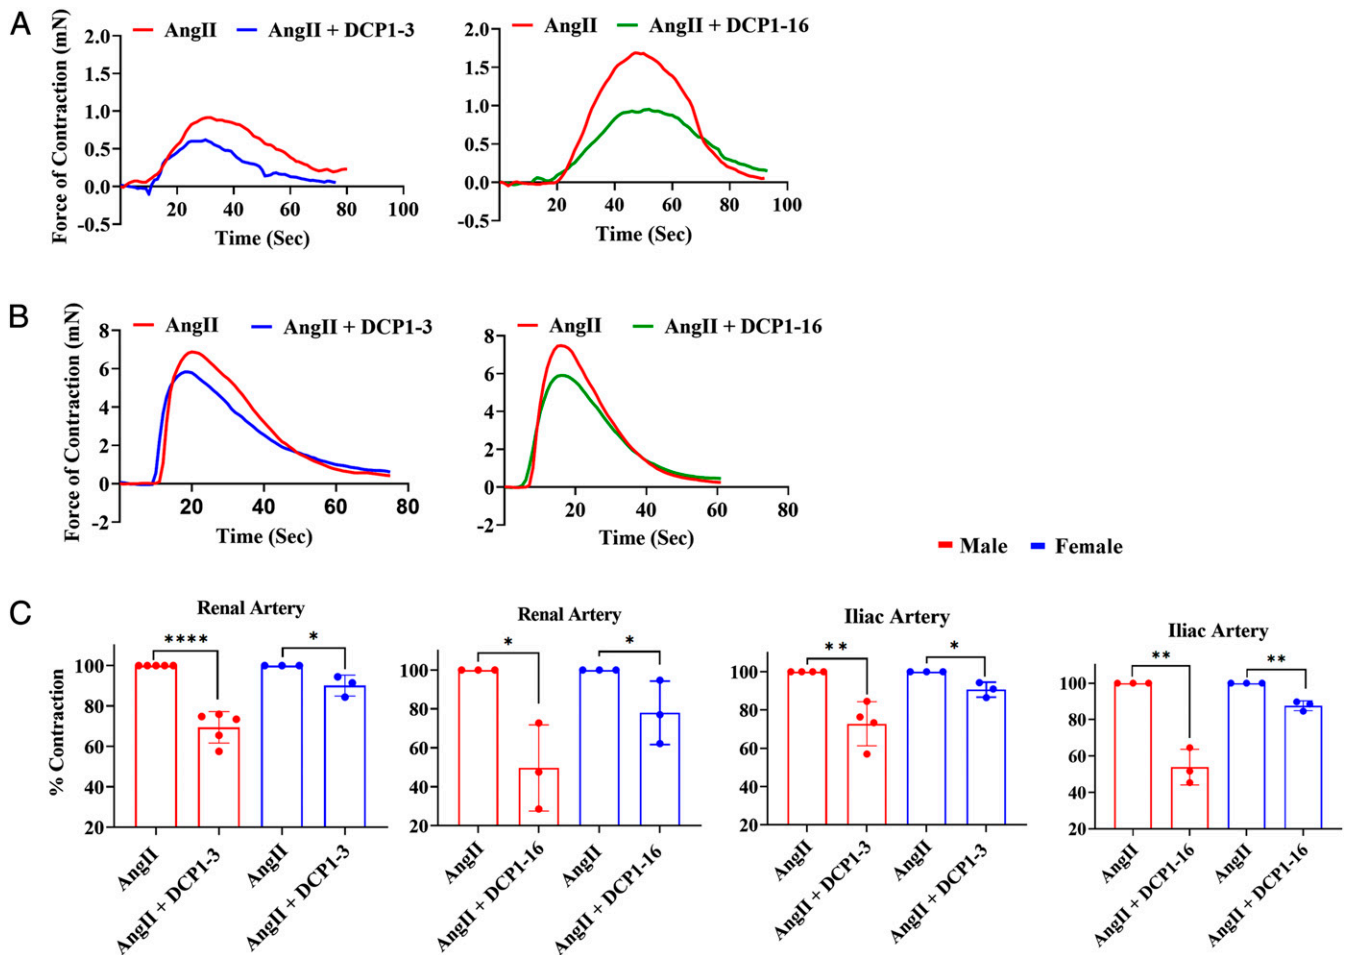 A
AngII
AngII + DCP1-3
Force of Contraction (mN)
2.0
1.5
1.0
0.5
0.0
-0.5
20
40
60
80
100
Time (Sec)
AngII
AngII + DCP1-16
2.0
1.5
1.0
0.5
0.0
-0.5
20
40
60
80
100
Time (Sec)
B
AngII
AngII + DCP1-3
Force of Contraction (mN)
8
6
4
2
0
-2
20
40
60
80
Time (Sec)
AngII
AngII + DCP1-16
8
6
4
2
0
-2
20
40
60
80
Time (Sec)
Male
Female
C
Renal Artery
****
*
% Contraction
100
80
60
40
20
AngII
AngII + DCP1-3
AngII
AngII + DCP1-3
Renal Artery
*
*
100
80
60
40
20
AngII
AngII + DCP1-16
AngII
AngII + DCP1-16
Iliac Artery
**
*
100
80
60
40
20
AngII
AngII + DCP1-3
AngII
AngII + DCP1-3
Iliac Artery
**
**
100
80
60
40
20
AngII
AngII + DCP1-16
AngII
AngII + DCP1-16